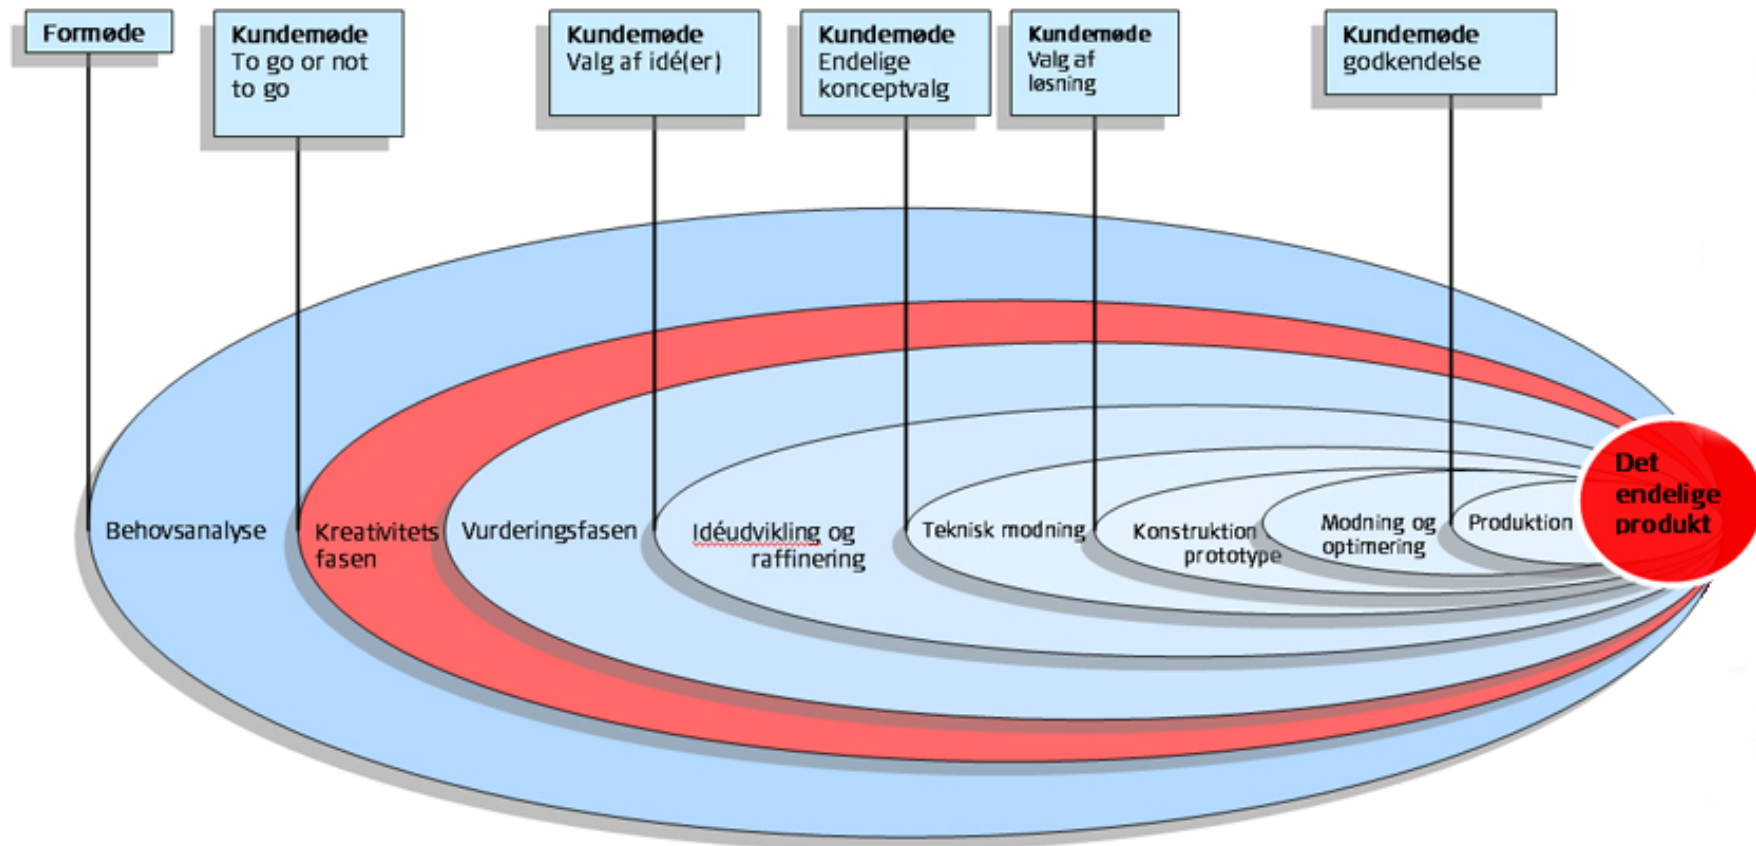 Formøde
Kundemøde
To go or not
to go
Kundemøde
Valg af idé(er)
Kundemøde
Endelige
konceptvalg
Kundemøde
Valg af
løsning
Kundemøde
godkendelse
Behovsanalyse
Kreativitets
fasen
Vurderingsfasen
Idéudvikling og
raffinering
Teknisk modning
Konstruktion
prototype
Modning og
optimering
Produktion
Det
endelige
produkt